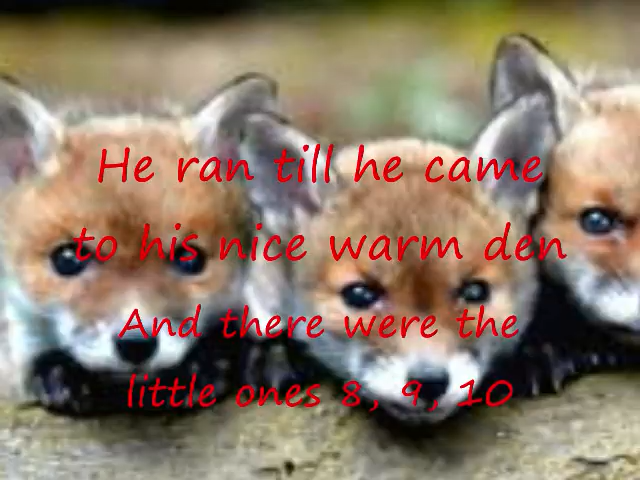 He ran till he came
to his nice warm den
And there were the
little ones 8, 9, 10